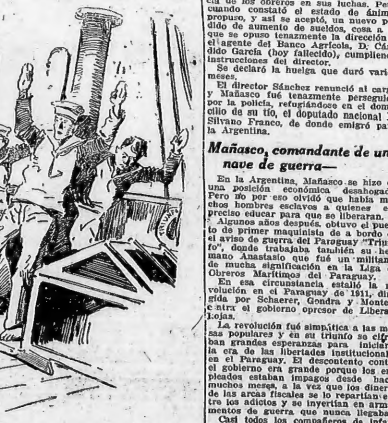 cia de los obreros en sus luchas. Pe
cuando constató el estado de ánim
propuso, y así se aceptó, un nuevo p
dido de aumento de sueldos, cosa a
que se opuso tenazmente la dirección
el agente del Banco Agrícola, D. Cá
dido García (hoy fallecido), cumpliend
instrucciones del director.
Se declaró la huelga que duró var
meses.
El director Sánchez renunció al carg
y Mañasco fué tenazmente persegui
por la policía, refugiándose en el dom
cilio de su tío, el doputado nacional
Silvano Franco, de donde emigró pa
la Argentina.
Mañasco, comandante de un
nave de guerra—
En la Argentina, Mañasco se hizo
una posición económica desahogad
Pero no por eso olvidó que había m
chos hombres esclavos a quienes e
preciso educar para que se liberaran.
Algunos años después, obtuvo el pue
to de primer maquinista de a bordo
el aviso de guerra del Paraguay "Triu
fo", donde trabajaba también su he
mano Anastasio que fué un militan
de mucha significación en la Liga
Obreros Marítimos del Paraguay.
En esa circunstancia estalló la r
volución en el Paraguay de 1911,
gida por Schaerer, Gondra y Monte
contra el gobierno opresor de Libera
Rojas.
La revolución fué simpática a las m
sas populares y en su triunfo se
ban grandes esperanzas para iniciar
la era de las libertades institucional
en el Paraguay. El descontento cont
el gobierno era grande porque los em
pleados estaban impagos desde hac
muchos meses, a la vez que los diner
de las arcas fiscales se lo repartían e
tre los adictos y se invertían en arm
mentos de guerra que nunca llegaba
Casi todos los compañeros de